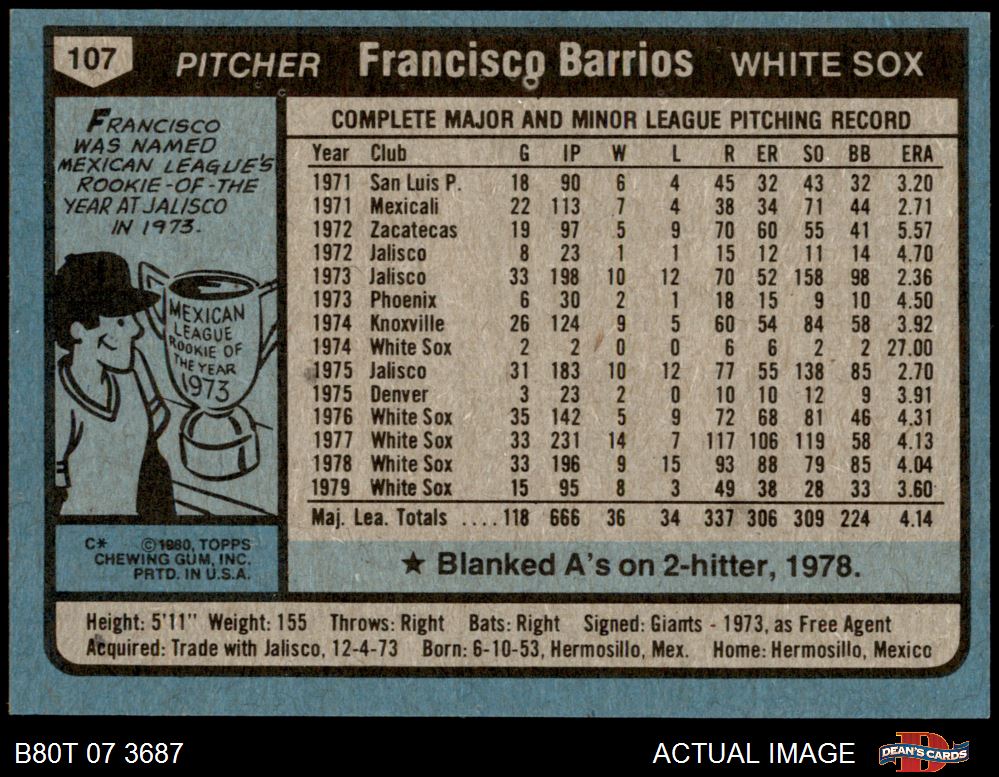 107 PITCHER Francisco Barrios WHITE SOX
FRANCISCO
WAS NAMED
MEXICAN LEAGUE'S
ROOKIE-OF-THE
YEAR AT JALISCO
IN 1973.
MEXICAN
LEAGUE
ROOKIE OF
THE YEAR
1973
C* ©1980, TOPPS
CHEWING GUM, INC.
PRTD. IN U.S.A.
COMPLETE MAJOR AND MINOR LEAGUE PITCHING RECORD
Year Club G IP W L R ER SO BB ERA
1971 San Luis P. 18 90 6 4 45 32 43 32 3.20
1971 Mexicali 22 113 7 4 38 34 71 44 2.71
1972 Zacatecas 19 97 5 9 70 60 55 41 5.57
1972 Jalisco 8 23 1 1 15 12 11 14 4.70
1973 Jalisco 33 198 10 12 70 52 158 98 2.36
1973 Phoenix 6 30 2 1 18 15 9 10 4.50
1974 Knoxville 26 124 9 5 60 54 84 58 3.92
1974 White Sox 2 2 0 0 6 6 2 2 27.00
1975 Jalisco 31 183 10 12 77 55 138 85 2.70
1975 Denver 3 23 2 0 10 10 12 9 3.91
1976 White Sox 35 142 5 9 72 68 81 46 4.31
1977 White Sox 33 231 14 7 117 106 119 58 4.13
1978 White Sox 33 196 9 15 93 88 79 85 4.04
1979 White Sox 15 95 8 3 49 38 28 33 3.60
Maj. Lea. Totals ....118 666 36 34 337 306 309 224 4.14
★ Blanked A's on 2-hitter, 1978.
Height: 5'11" Weight: 155 Throws: Right Bats: Right Signed: Giants - 1973, as Free Agent
Acquired: Trade with Jalisco, 12-4-73 Born: 6-10-53, Hermosillo, Mex. Home: Hermosillo, Mexico
B80T 07 3687 ACTUAL IMAGE DEAN'S CARDS